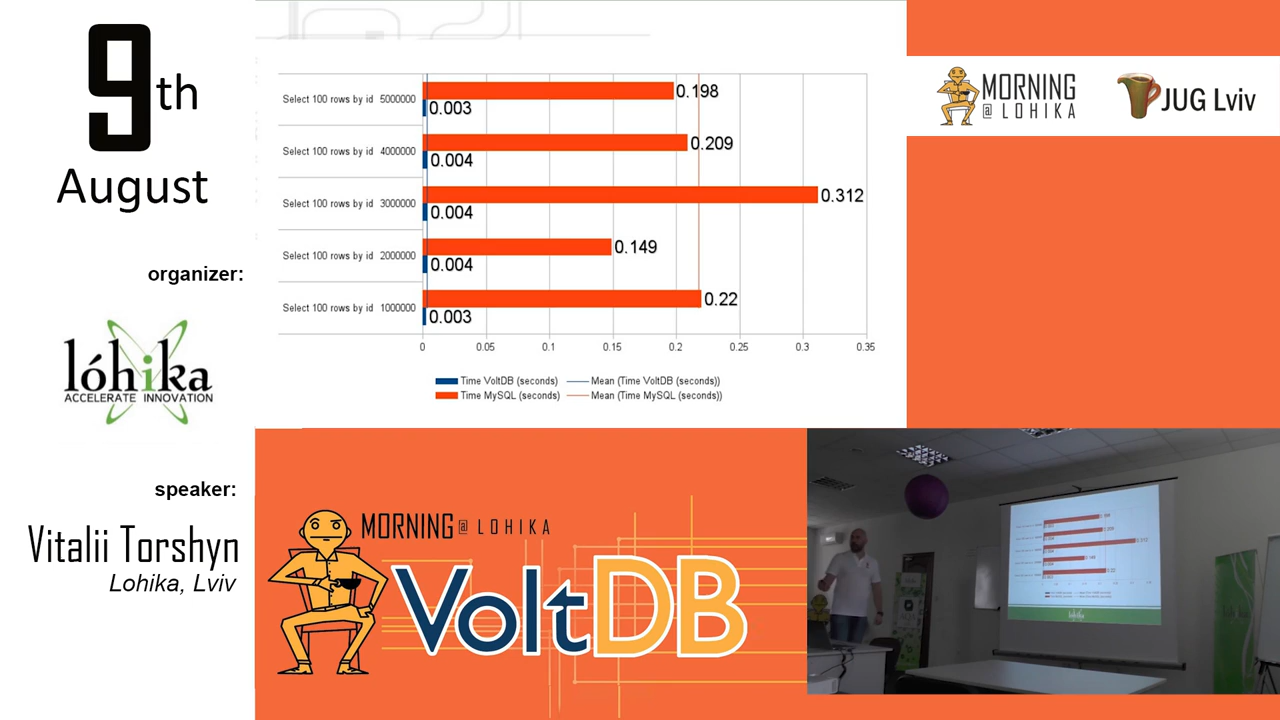 9th
August
organizer:
lóhika
ACCELERATE INNOVATION
speaker:
Vitalii Torshyn
Lohika, Lviv
Select 100 rows by id 5000000
0.198
0.003
Select 100 rows by id 4000000
0.209
0.004
Select 100 rows by id 3000000
0.312
0.004
Select 100 rows by id 2000000
0.149
0.004
Select 100 rows by id 1000000
0.22
0.003
0 0.05 0.1 0.15 0.2 0.25 0.3 0.35
Time VoltDB (seconds) Mean (Time VoltDB (seconds))
Time MySQL (seconds) Mean (Time MySQL (seconds))
MORNING
@ LOHIKA
JUG Lviv
MORNING @ LOHIKA
VoltDB
lóhika